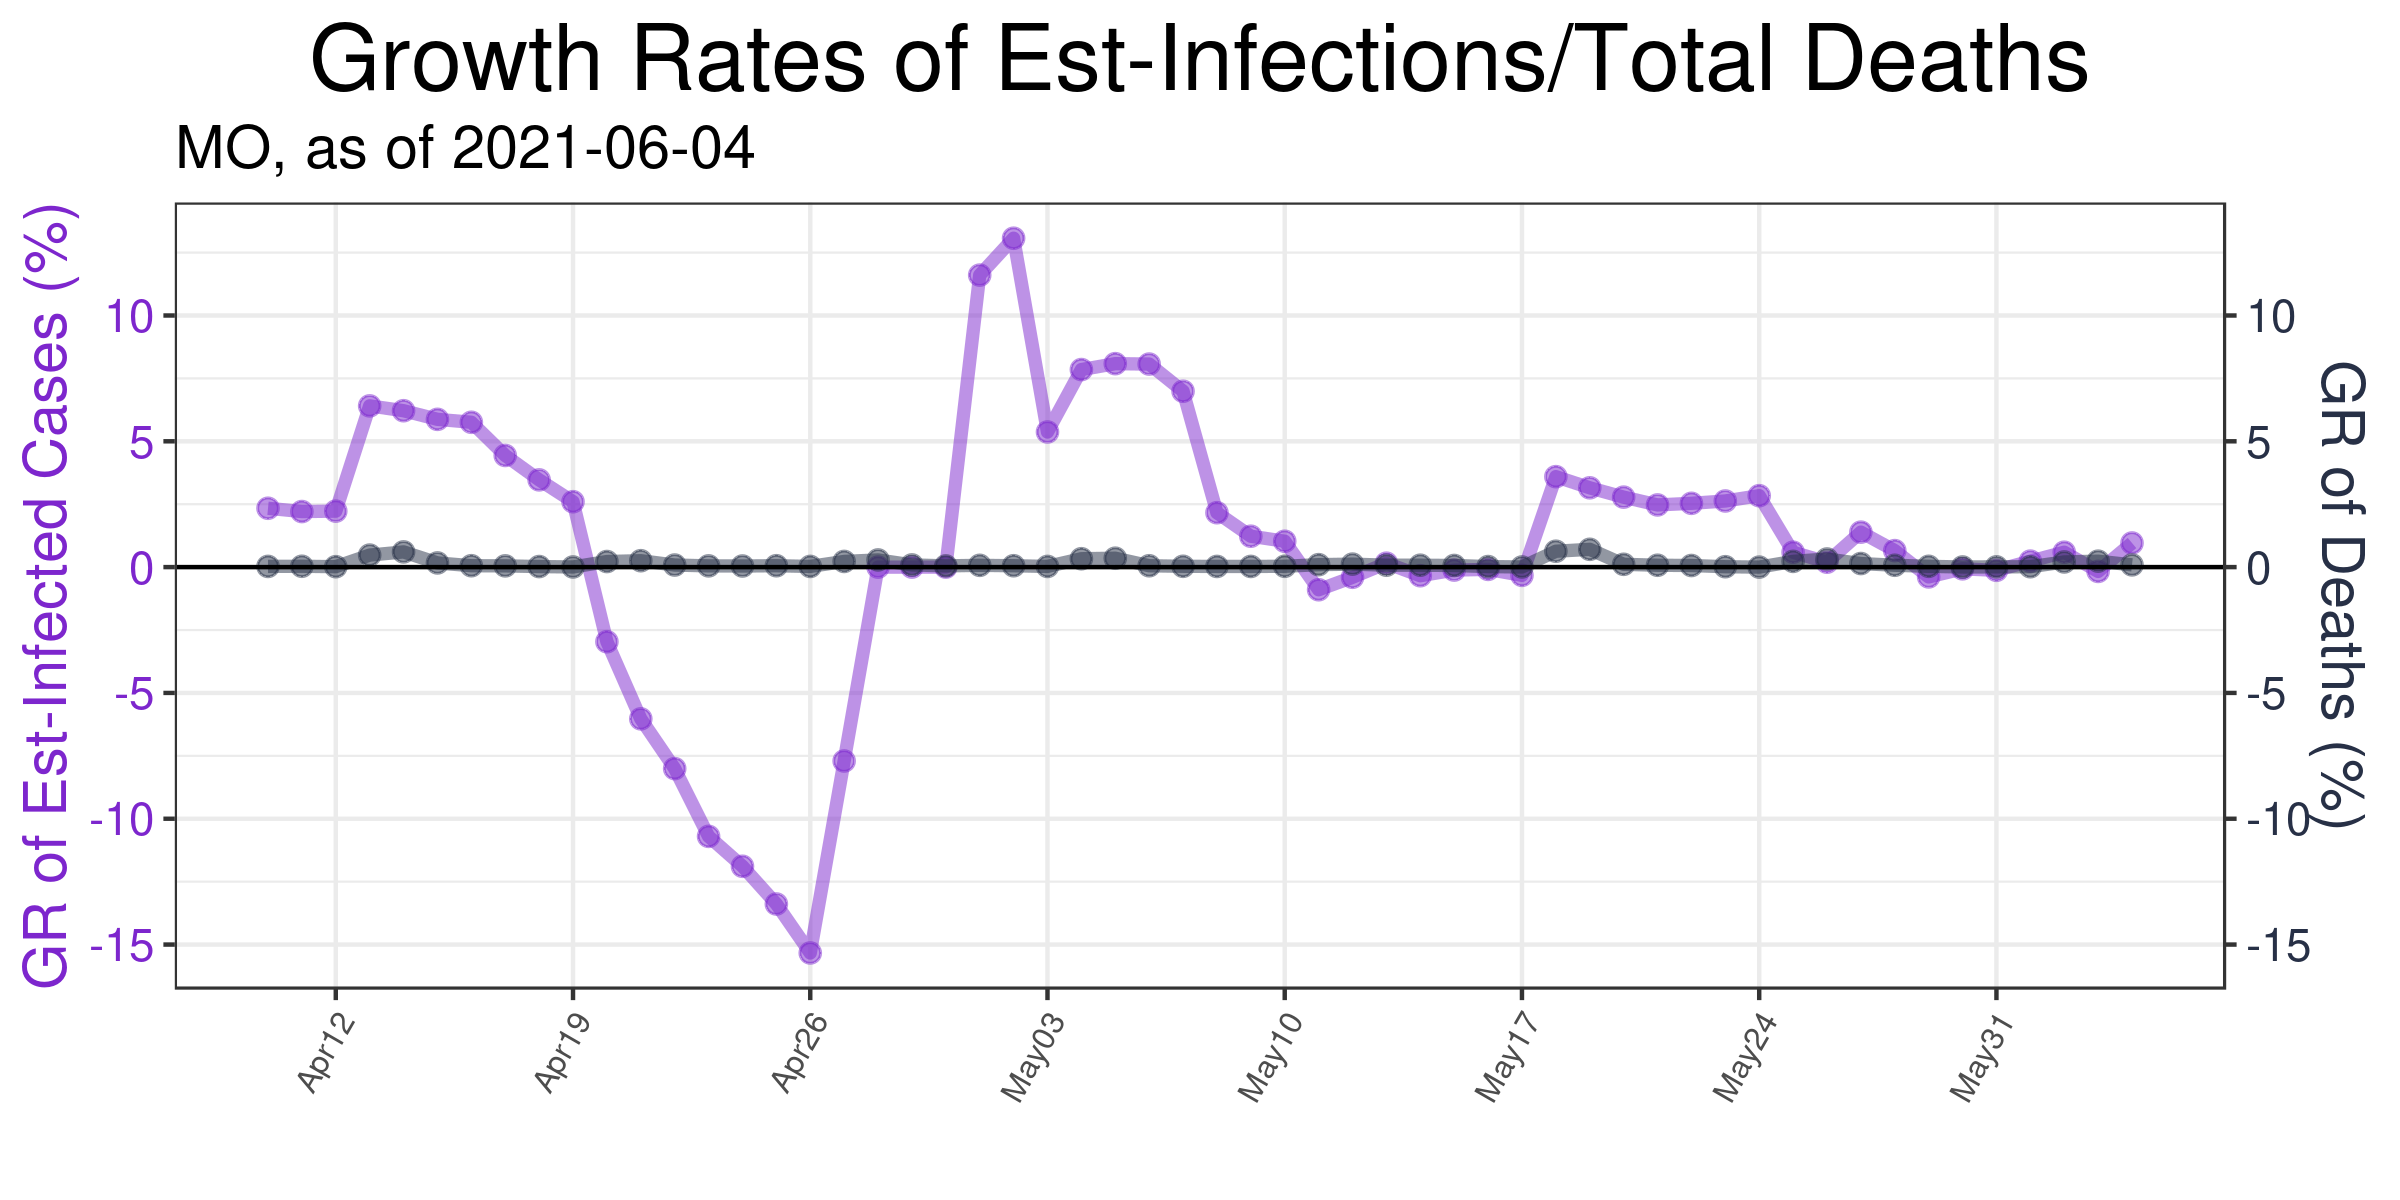 Growth Rates of Est-Infections/Total Deaths
MO, as of 2021-06-04
GR of Est-Infected Cases (%)
10
5
0
-5
-10
-15
10
5
0
-5
-10
-15
GR of Deaths (%)
Apr12
Apr19
Apr26
May03
May10
May17
May24
May31